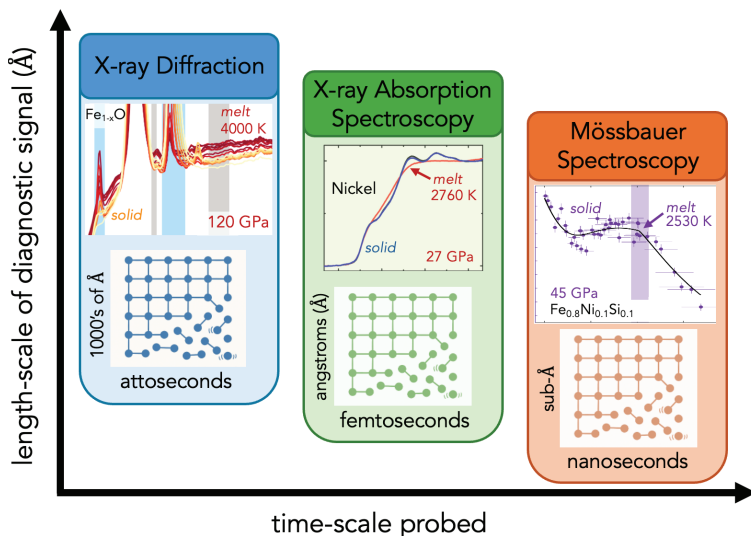 length-scale of diagnostic signal (Å)
X-ray Diffraction
Fe₁₋ₓO
melt
4000 K
solid
120 GPa
1000's of Å
attoseconds
X-ray Absorption
Spectroscopy
Nickel
melt
2760 K
solid
27 GPa
angstroms (Å)
femtoseconds
Mössbauer
Spectroscopy
solid
melt
2530 K
45 GPa
Fe₀.₈Ni₀.₁Si₀.₁
sub-Å
nanoseconds
time-scale probed